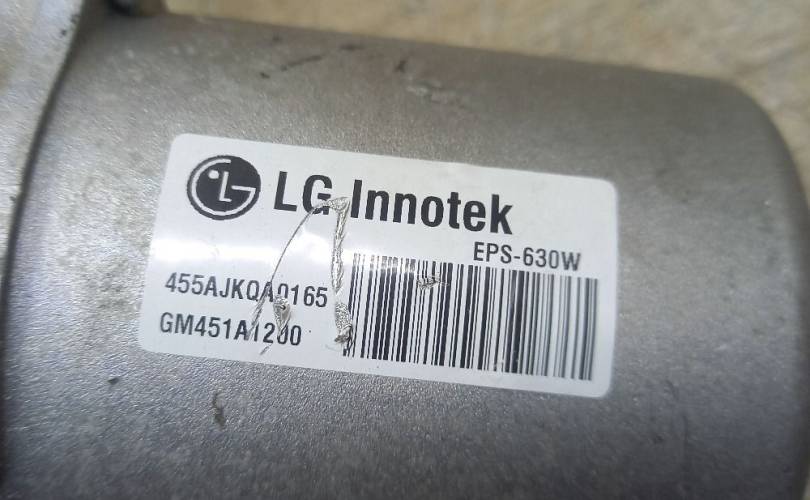 LG Innotek
EPS-630W
455AJKQA0165
GM451A1200